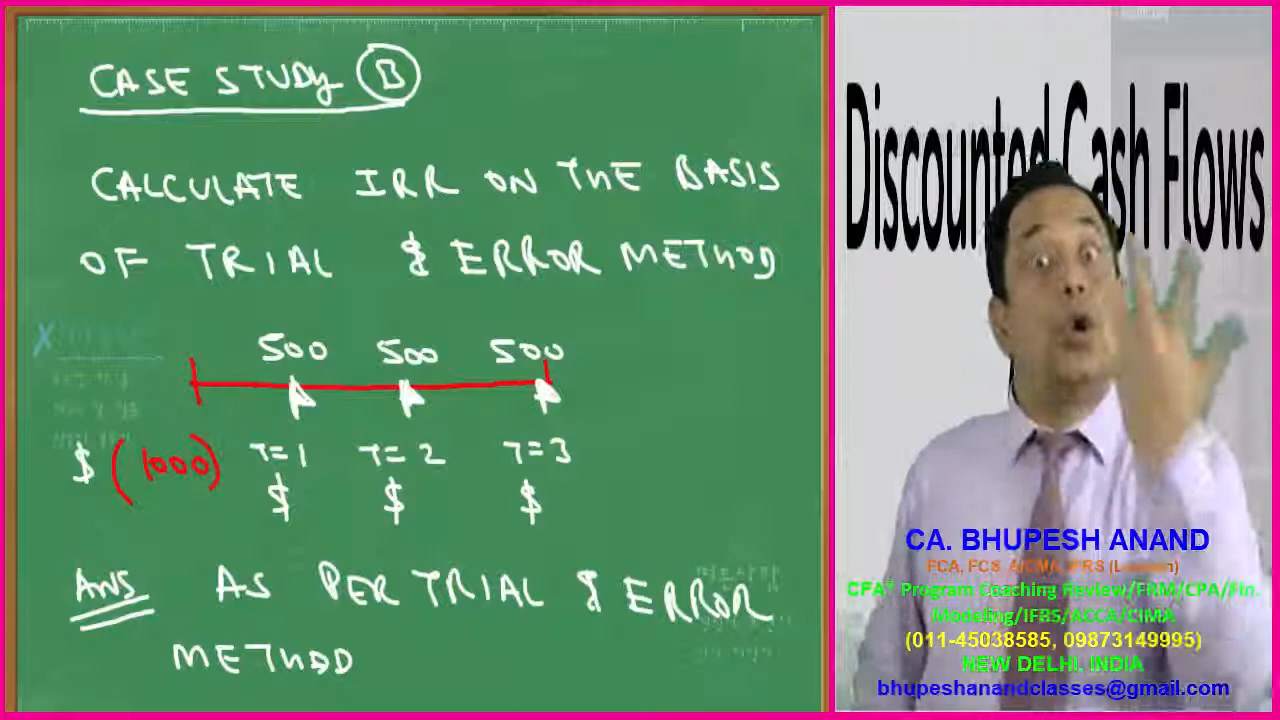 CASE STUDY B
CALCULATE IRR ON THE BASIS
OF TRIAL & ERROR METHOD
500 500 500
$ (1000) T=1 T=2 T=3
$ $ $
ANS AS PER TRIAL & ERROR
METHOD
Discounted Cash Flows
CA. BHUPESH ANAND
FCA, FCS, AICMA, IFRS (London)
CFA® Program Coaching Review/FRM/CPA/Fin.
Modeling/IFRS/ACCA/CIMA
(011-45038585, 09873149995)
NEW DELHI. INDIA
bhupeshanandclasses@gmail.com